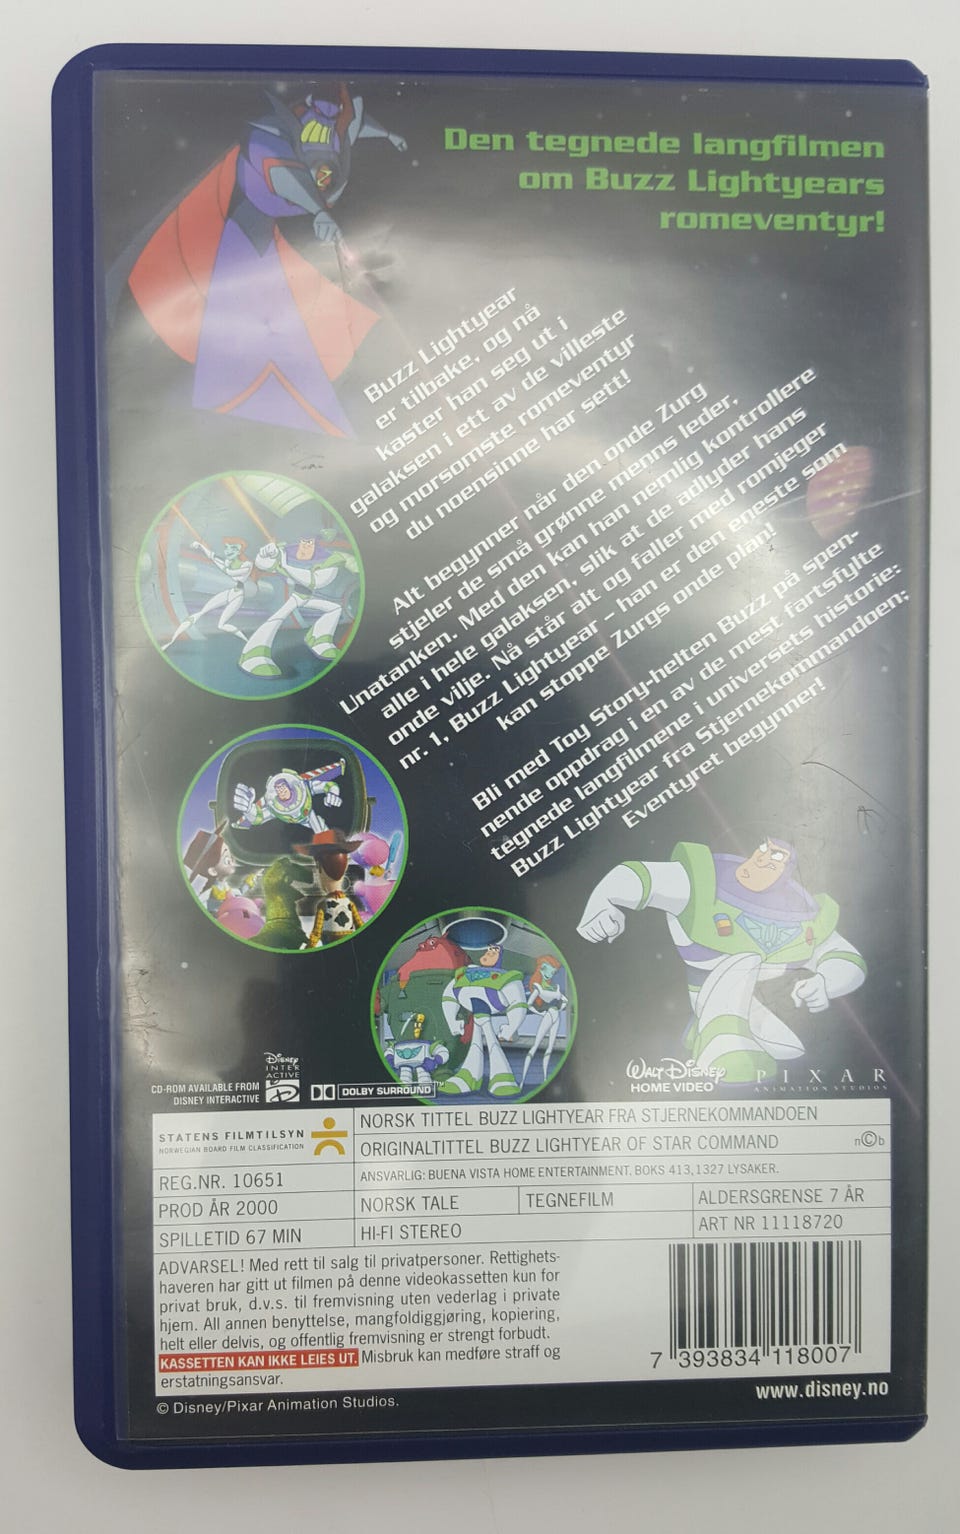 Den tegnede langfilmen
om Buzz Lightyears
romeventyr!
Buzz Lightyear
er tilbake, og nå
kaster han seg ut i
galaksen i ett av de villeste
og morsomste romeventyr
du noensinne har sett!
Alt begynner når den onde Zurg
stjeler de små grønne menns leder,
Unatanken. Med den kan han nemlig kontrollere
alle i hele galaksen, slik at de adlyder hans
onde vilje. Nå står alt og faller med romjeger
nr. 1, Buzz Lightyear – han er den eneste som
kan stoppe Zurgs onde plan!
Bli med Toy Story-helten Buzz på spen-
nende oppdrag i en av de mest fartsfylte
tegnede langfilmene i universets historie:
Buzz Lightyear fra Stjernekommandoen:
Eventyret begynner!
CD-ROM AVAILABLE FROM
DISNEY INTERACTIVE
Disney
INTER
ACTIVE
DOLBY SURROUND™
WALT DISNEY
HOME VIDEO
PIXAR
ANIMATION STUDIOS
STATENS FILMTILSYN
NORWEGIAN BOARD FILM CLASSIFICATION
NORSK TITTEL BUZZ LIGHTYEAR FRA STJERNEKOMMANDOEN
ORIGINALTITTEL BUZZ LIGHTYEAR OF STAR COMMAND
n©b
REG.NR. 10651
ANSVARLIG: BUENA VISTA HOME ENTERTAINMENT, BOKS 413,1327 LYSAKER.
PROD ÅR 2000
NORSK TALE
TEGNEFILM
ALDERSGRENSE 7 ÅR
SPILLETID 67 MIN
HI-FI STEREO
ART NR 11118720
ADVARSEL! Med rett til salg til privatpersoner. Rettighets-
haveren har gitt ut filmen på denne videokassetten kun for
privat bruk, d.v.s. til fremvisning uten vederlag i private
hjem. All annen benyttelse, mangfoldiggjøring, kopiering,
helt eller delvis, og offentlig fremvisning er strengt forbudt.
KASSETTEN KAN IKKE LEIES UT. Misbruk kan medføre straff og
erstatningsansvar.
7 393834 118007
www.disney.no
© Disney/Pixar Animation Studios.